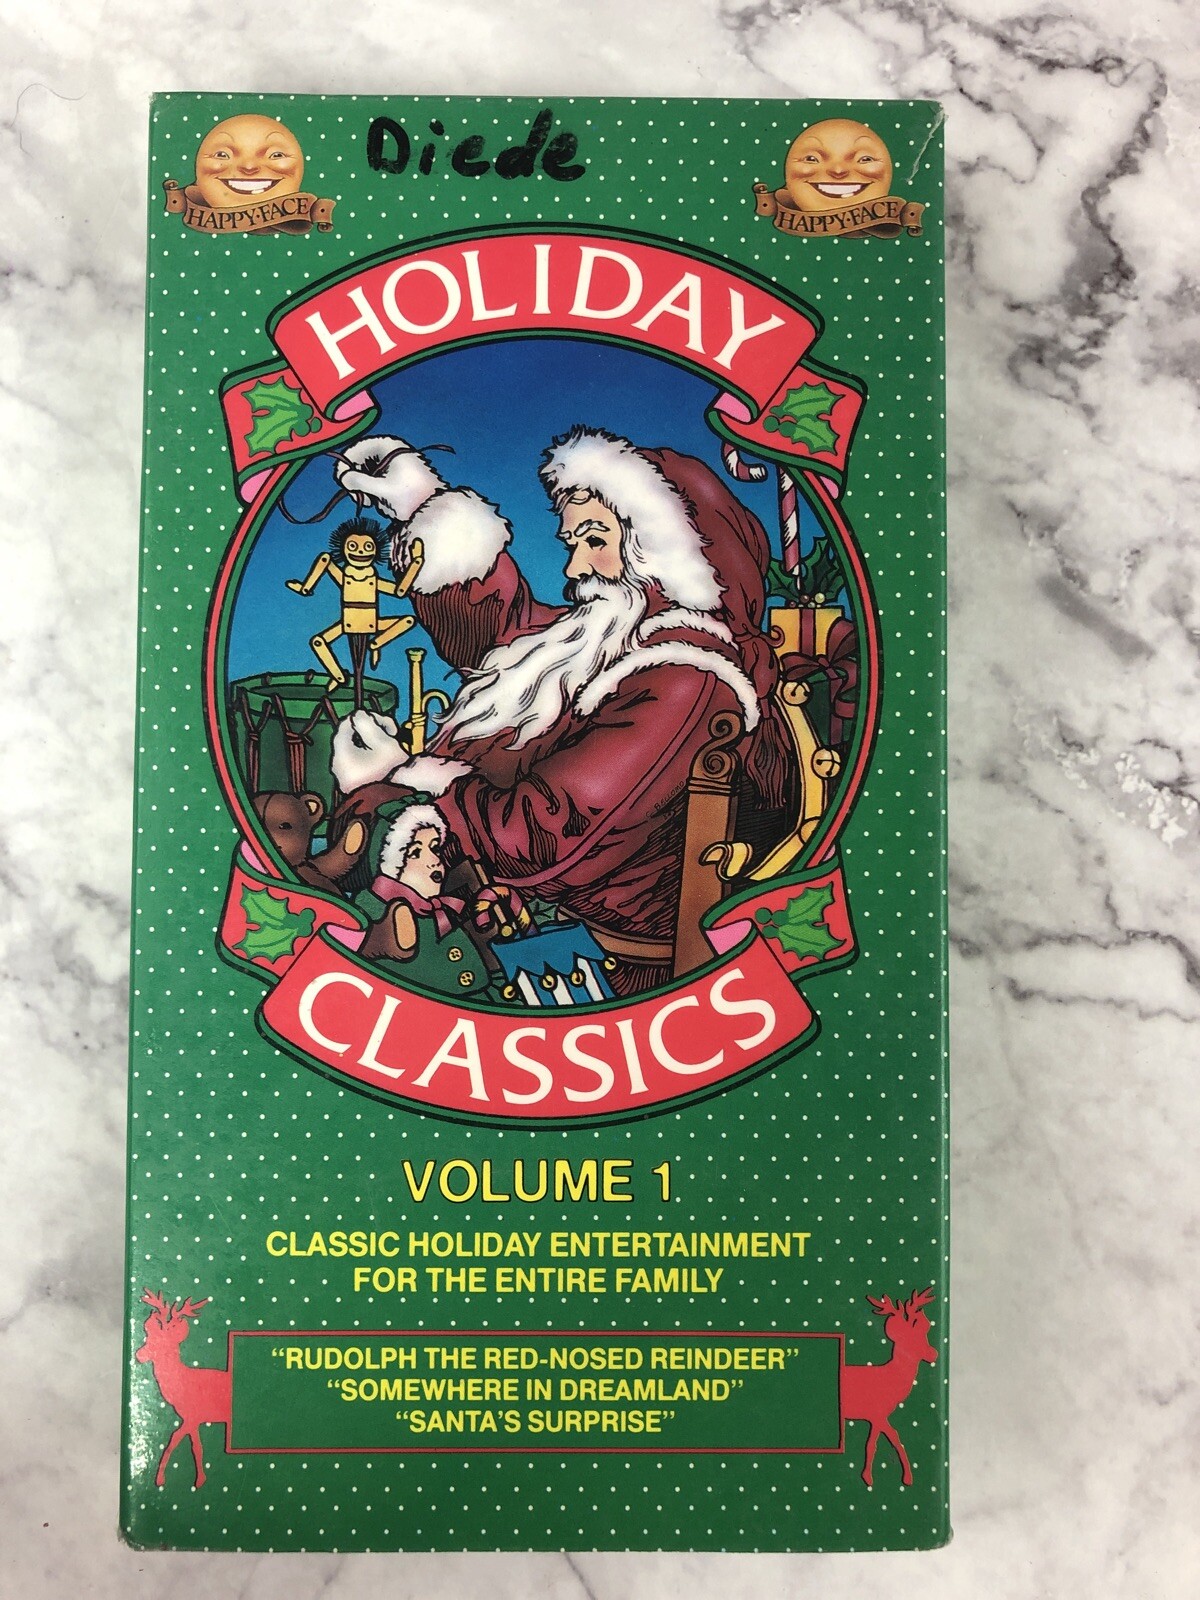 Diede
HAPPY·FACE
HAPPY·FACE
HOLIDAY
CLASSICS
VOLUME 1
CLASSIC HOLIDAY ENTERTAINMENT
FOR THE ENTIRE FAMILY
“RUDOLPH THE RED-NOSED REINDEER”
“SOMEWHERE IN DREAMLAND”
“SANTA’S SURPRISE”